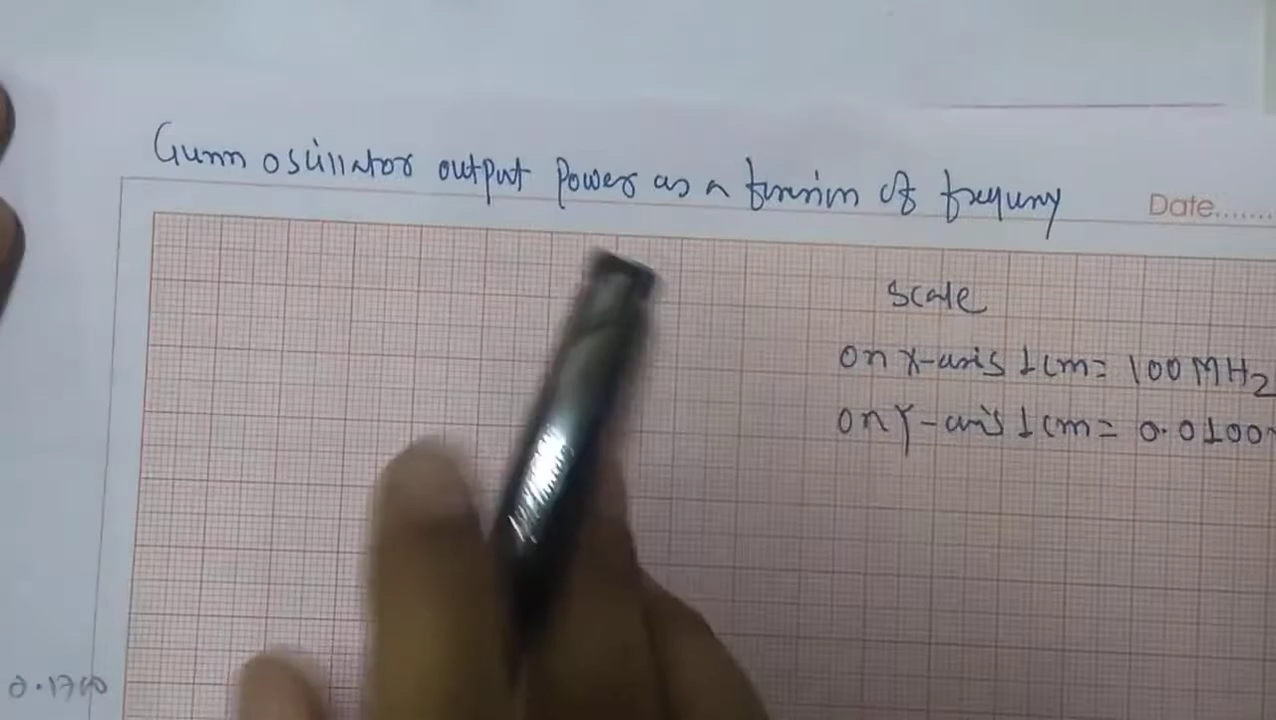 Gunn oscillator output Power as a function of frequency
Date.......
Scale
on X-axis 1cm = 100 MHz
on Y-axis 1cm = 0.0100
0.1700